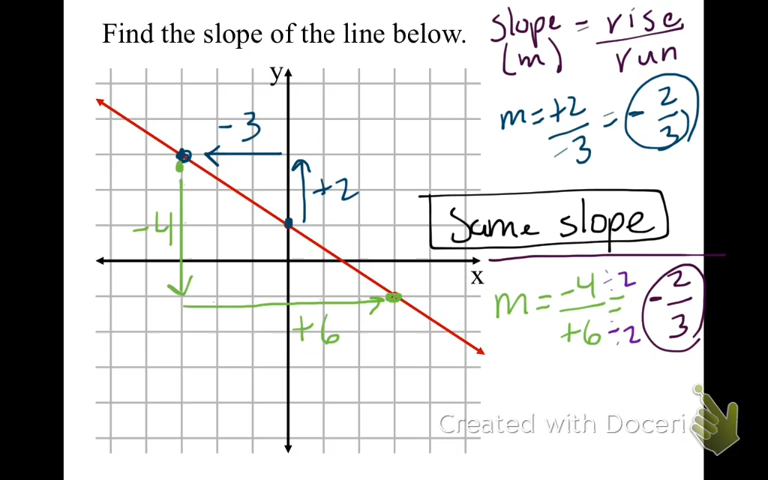 Find the slope of the line below.
slope = rise/run
(m)
y
-3
m = +2/-3 = -2/3
+2
Same slope
-4
x
m = -4÷2/+6÷2 = -2/3
+6
Created with Doceri